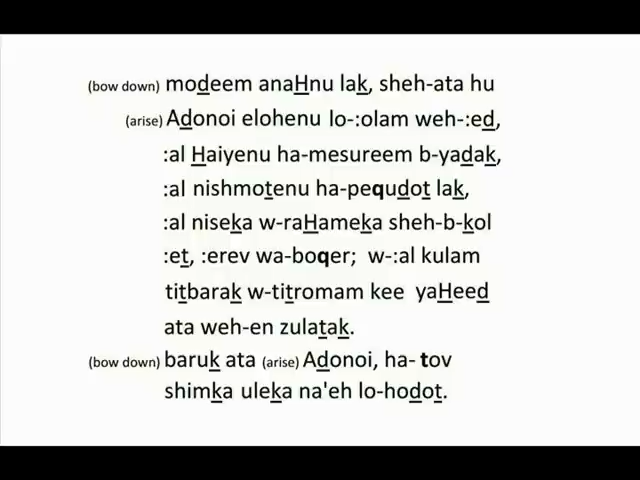 (bow down) modeem anaHnu lak, sheh-ata hu
(arise) Adonoi elohenu lo-:olam weh-:ed,
:al Haiyenu ha-mesureem b-yadak,
:al nishmotenu ha-pequdot lak,
:al niseka w-raHameka sheh-b-kol
:et, :erev wa-boqer; w-:al kulam
titbarak w-titromam kee yaHeed
ata weh-en zulatak.
(bow down) baruk ata (arise) Adonoi, ha- tov
shimka uleka na'eh lo-hodot.